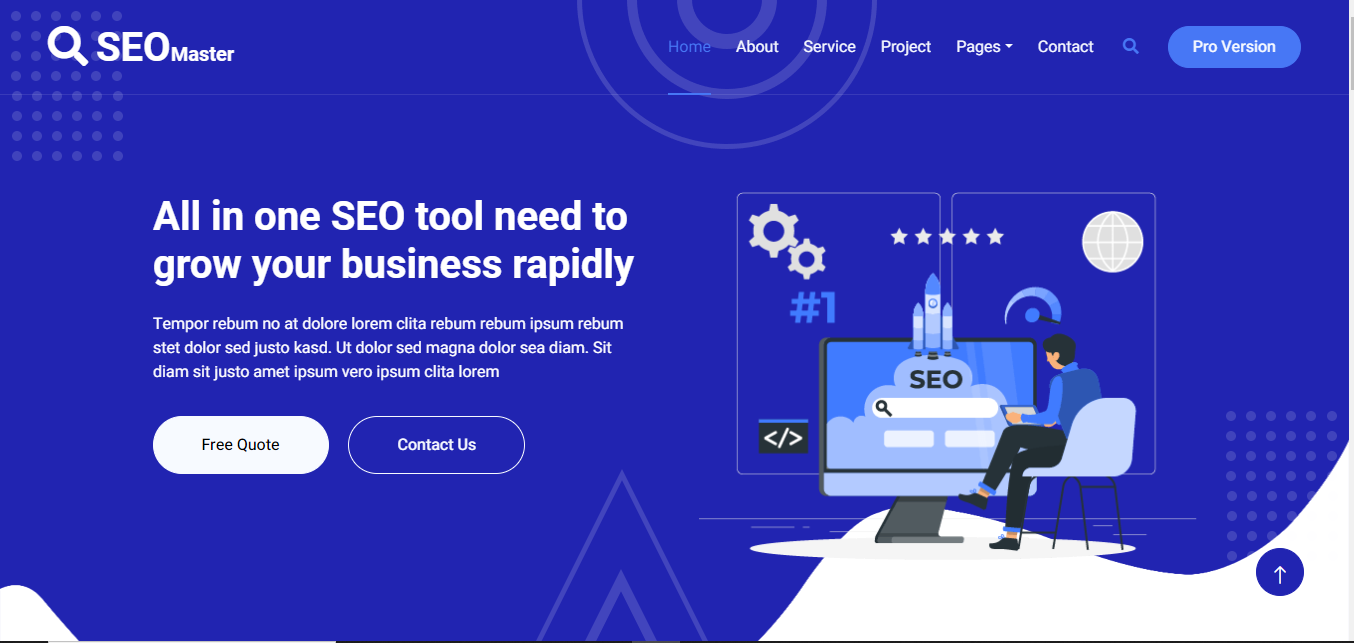 SEO Master
Home About Service Project Pages Contact Pro Version
All in one SEO tool need to
grow your business rapidly
Tempor rebum no at dolore lorem clita rebum rebum ipsum rebum
stet dolor sed justo kasd. Ut dolor sed magna dolor sea diam. Sit
diam sit justo amet ipsum vero ipsum clita lorem
Free Quote Contact Us
#1
SEO
</>